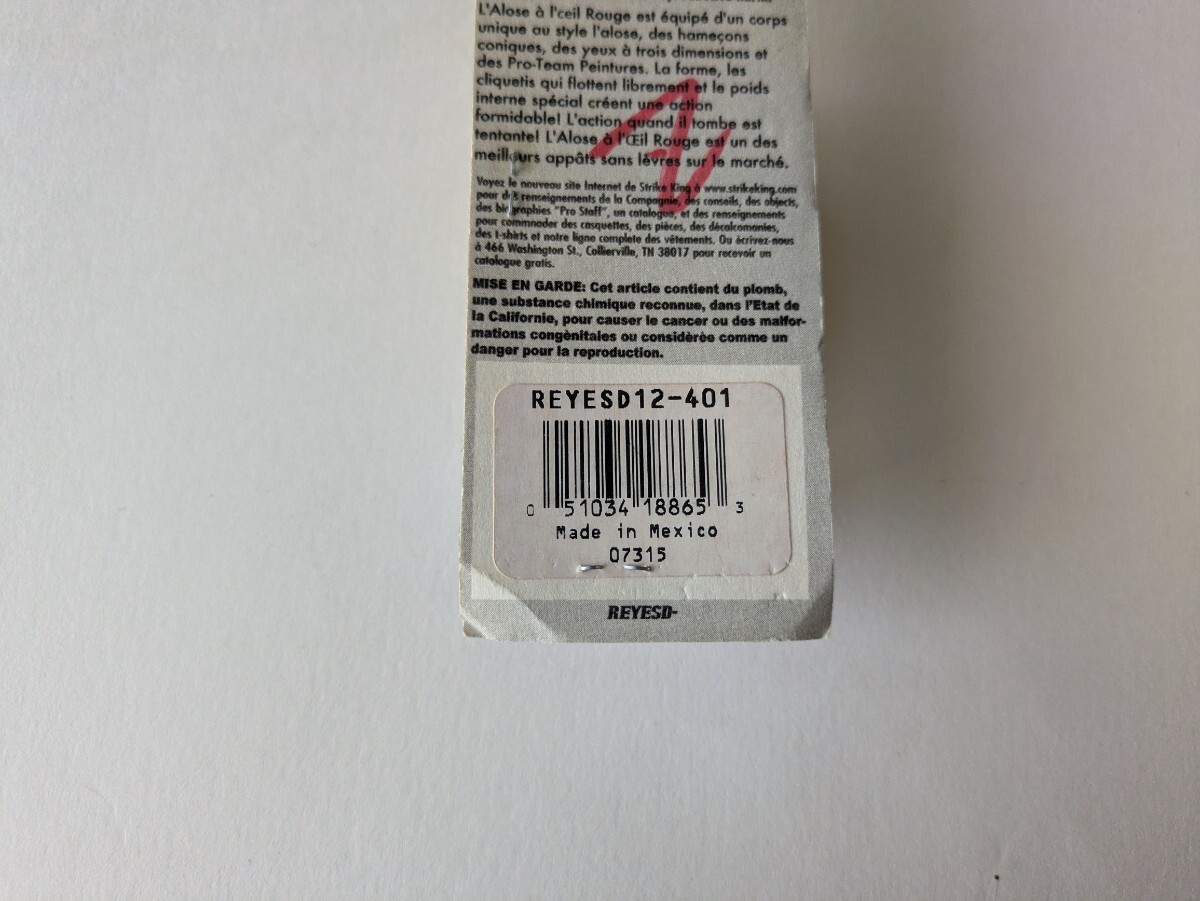 L'Alose à l'œil Rouge est équipé d'un corps
unique au style l'alose, des hameçons
coniques, des yeux à trois dimensions et
des Pro-Team Peintures. La forme, les
cliquetis qui flottent librement et le poids
interne spécial créent une action
formidable! L'action quand il tombe est
tentante! L'Alose à l'Œil Rouge est un des
meilleurs appâts sans lèvres sur le marché.
Voyez le nouveau site Internet de Strike King à www.strikeking.com
pour des renseignements de la Compagnie, des conseils, des objects,
des biographies "Pro Staff", un catalogue, et des renseignements
pour commnader des casquettes, des pièces, des décalcomanies,
des t-shirts et notre ligne complete des vêtements. Ou écrivez-nous
à 466 Washington St., Collierville, TN 38017 pour recevoir un
catalogue gratis.
MISE EN GARDE: Cet article contient du plomb,
une substance chimique reconnue, dans l'Etat de
la Californie, pour causer le cancer ou des malfor-
mations congènitales ou considèrèe comme un
danger pour la reproduction.
REYESD12-401
0 51034 18865 3
Made in Mexico
07315
REYESD-